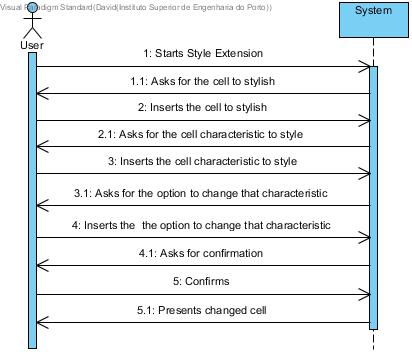 Visual Paradigm Standard(David(Instituto Superior de Engenharia do Porto))
System
User
1: Starts Style Extension
1.1: Asks for the cell to stylish
2: Inserts the cell to stylish
2.1: Asks for the cell characteristic to style
3: Inserts the cell characteristic to style
3.1: Asks for the option to change that characteristic
4: Inserts the the option to change that characteristic
4.1: Asks for confirmation
5: Confirms
5.1: Presents changed cell